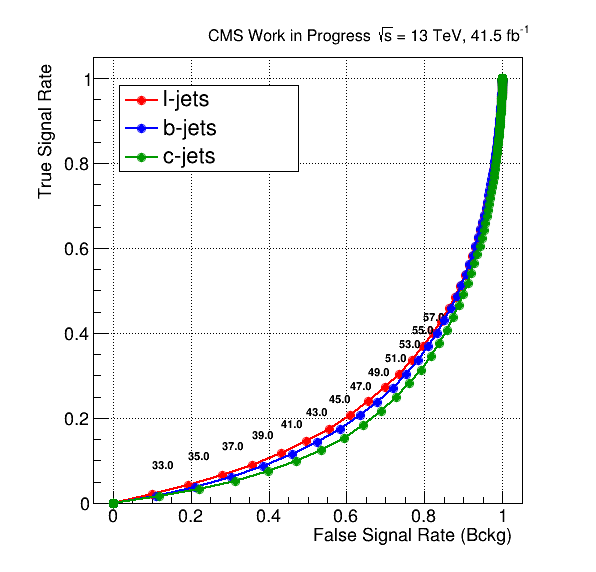 CMS Work in Progress √s = 13 TeV, 41.5 fb⁻¹
True Signal Rate
1
0.8
0.6
0.4
0.2
0
l-jets
b-jets
c-jets
57.0
55.0
53.0
51.0
49.0
47.0
45.0
43.0
41.0
39.0
37.0
35.0
33.0
0 0.2 0.4 0.6 0.8 1
False Signal Rate (Bckg)